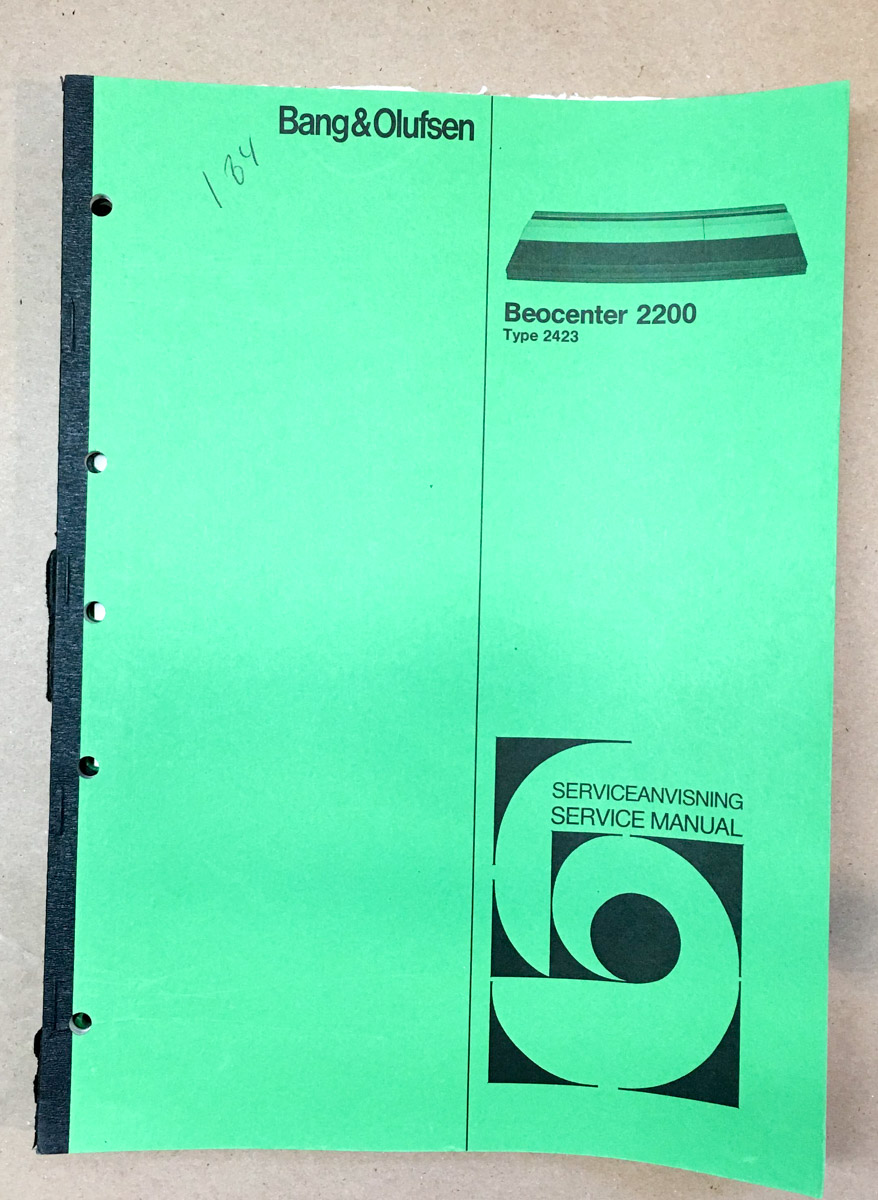 Bang&Olufsen
184
Beocenter 2200
Type 2423
SERVICEANVISNING
SERVICE MANUAL